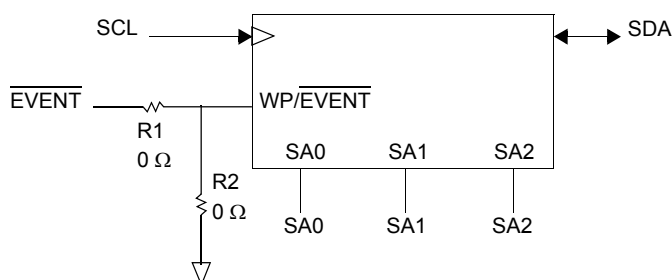 SCL
SDA
EVENT
WP/EVENT
R1
0 Ω
SA0 SA1 SA2
R2
0 Ω
SA0 SA1 SA2